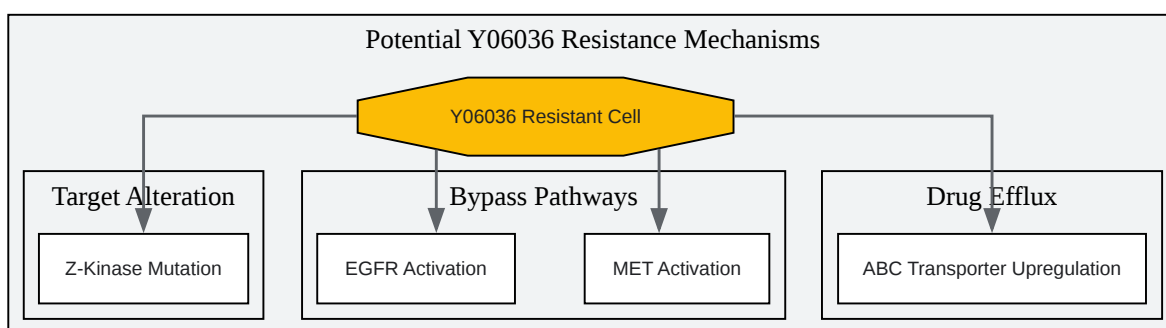 Potential Y06036 Resistance Mechanisms
Y06036 Resistant Cell
Target Alteration
Bypass Pathways
Drug Efflux
Z-Kinase Mutation
EGFR Activation
MET Activation
ABC Transporter Upregulation